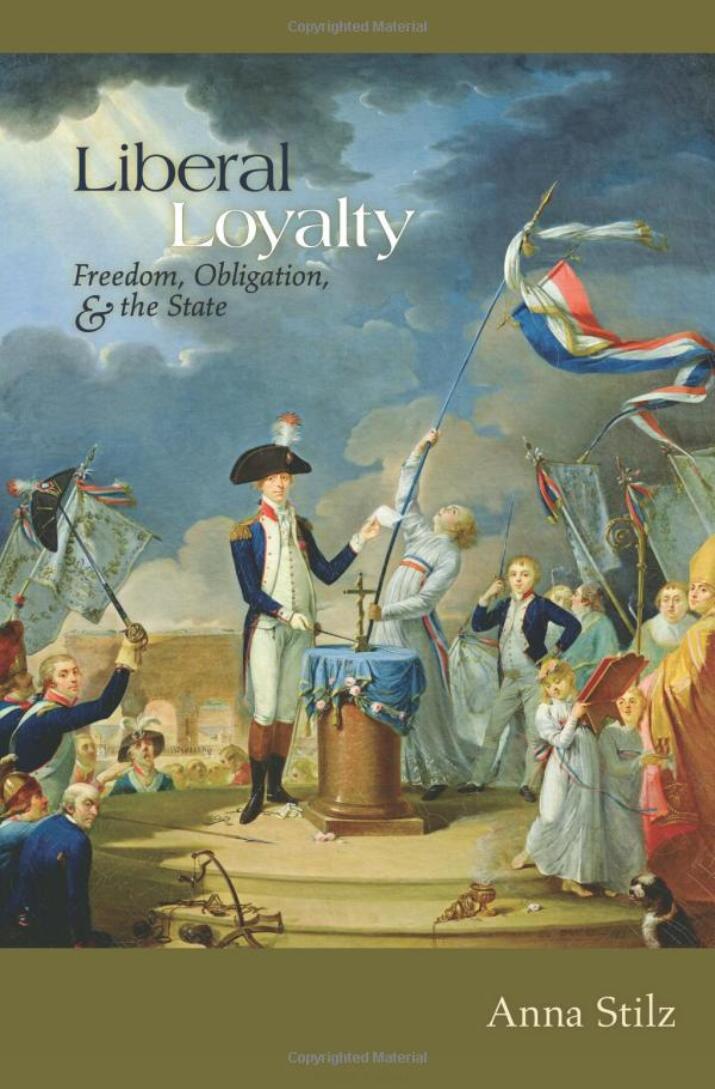 Copyrighted Material
Liberal
Loyalty
Freedom, Obligation,
& the State
Anna Stilz
Copyrighted Material